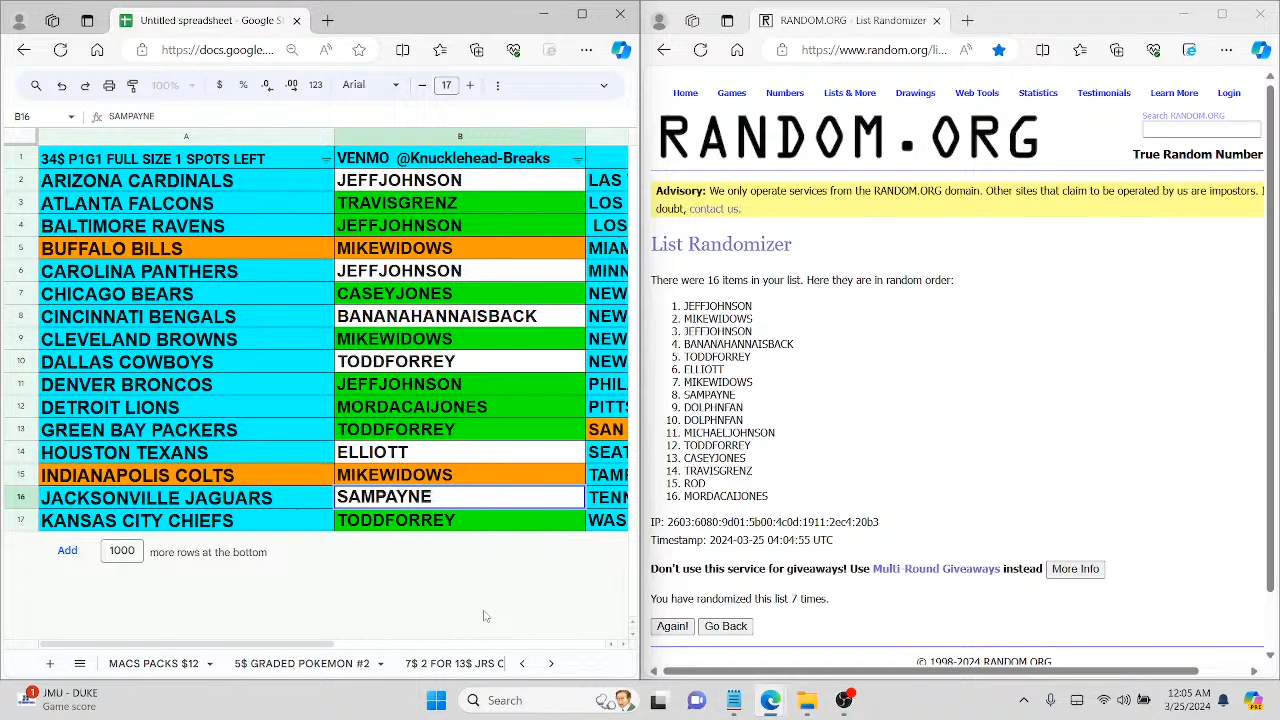 Untitled spreadsheet - Google S
https://docs.google....
100%
$ % .0 .00 123
Arial
17
B16
fx
SAMPAYNE
A
B
1 34$ P1G1 FULL SIZE 1 SPOTS LEFT VENMO @Knucklehead-Breaks
2 ARIZONA CARDINALS JEFFJOHNSON LAS
3 ATLANTA FALCONS TRAVISGRENZ LOS
4 BALTIMORE RAVENS JEFFJOHNSON LOS
5 BUFFALO BILLS MIKEWIDOWS MIAM
6 CAROLINA PANTHERS JEFFJOHNSON MINN
7 CHICAGO BEARS CASEYJONES NEW
8 CINCINNATI BENGALS BANANAHANNAISBACK NEW
9 CLEVELAND BROWNS MIKEWIDOWS NEW
10 DALLAS COWBOYS TODDFORREY NEW
11 DENVER BRONCOS JEFFJOHNSON PHIL
12 DETROIT LIONS MORDACAIJONES PITTS
13 GREEN BAY PACKERS TODDFORREY SAN
14 HOUSTON TEXANS ELLIOTT SEAT
15 INDIANAPOLIS COLTS MIKEWIDOWS TAMP
16 JACKSONVILLE JAGUARS SAMPAYNE TENN
17 KANSAS CITY CHIEFS TODDFORREY WAS
Add 1000 more rows at the bottom
MACS PACKS $12 5$ GRADED POKEMON #2 7$ 2 FOR 13$ JRS C
RANDOM.ORG - List Randomizer
https://www.random.org/li...
Home Games Numbers Lists & More Drawings Web Tools Statistics Testimonials Learn More Login
RANDOM.ORG
Search RANDOM.ORG
True Random Number
Advisory: We only operate services from the RANDOM.ORG domain. Other sites that claim to be operated by us are impostors. I
doubt, contact us.
List Randomizer
There were 16 items in your list. Here they are in random order:
1. JEFFJOHNSON
2. MIKEWIDOWS
3. JEFFJOHNSON
4. BANANAHANNAISBACK
5. TODDFORREY
6. ELLIOTT
7. MIKEWIDOWS
8. SAMPAYNE
9. DOLPHNFAN
10. DOLPHNFAN
11. MICHAELJOHNSON
12. TODDFORREY
13. CASEYJONES
14. TRAVISGRENZ
15. ROD
16. MORDACAIJONES
IP: 2603:6080:9d01:5b00:4c0d:1911:2ec4:20b3
Timestamp: 2024-03-25 04:04:55 UTC
Don't use this service for giveaways! Use Multi-Round Giveaways instead More Info
You have randomized this list 7 times.
Again! Go Back
© 1998-2024 RANDOM.ORG
1
JMU - DUKE
Game score
Search
12:05 AM
3/25/2024
PRE